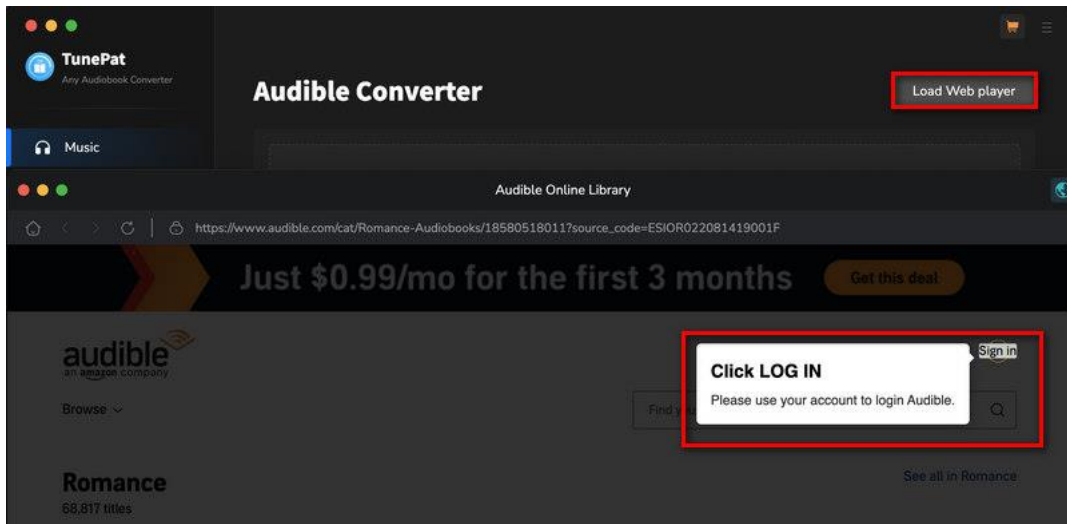 TunePat
Any Audiobook Converter
Audible Converter
Load Web player
Music
Audible Online Library
https://www.audible.com/cat/Romance-Audiobooks/18580518011?source_code=ESIOR022081419001F
Just $0.99/mo for the first 3 months
Get this deal
audible
an amazon company
Sign in
Click LOG IN
Please use your account to login Audible.
Browse
Find
Romance
See all in Romance
68,817 titles